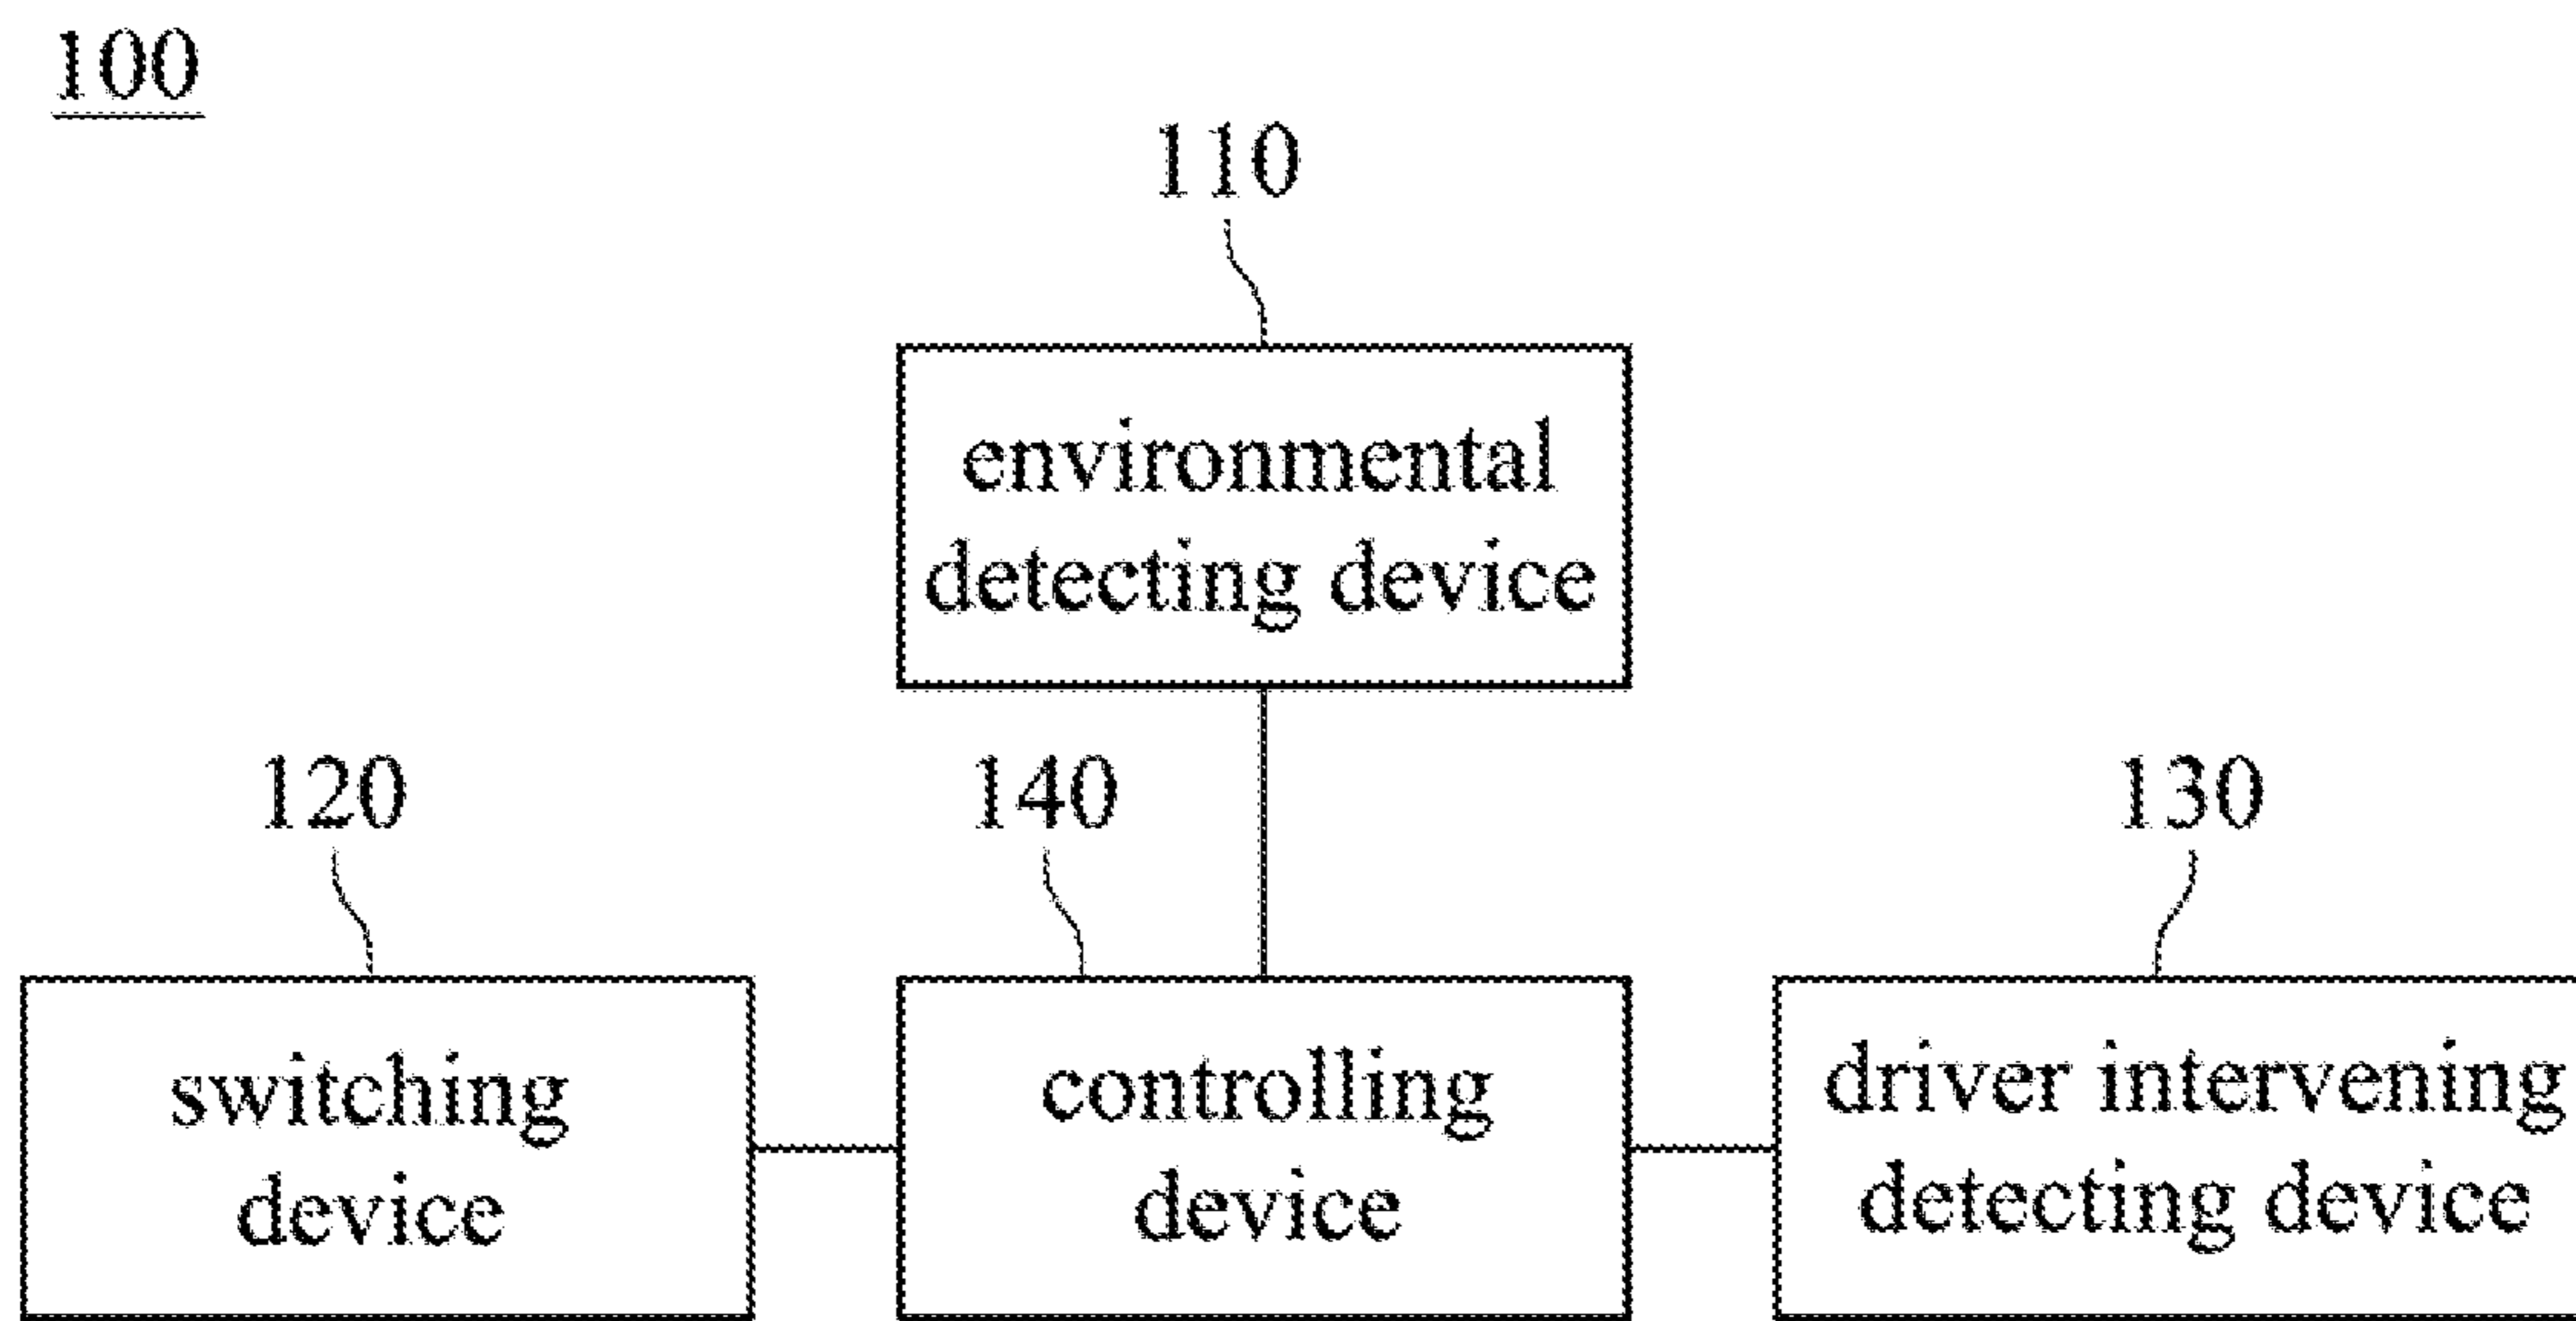 100
110
environmental
detecting device
120
140
130
switching
device
controlling
device
driver intervening
detecting device